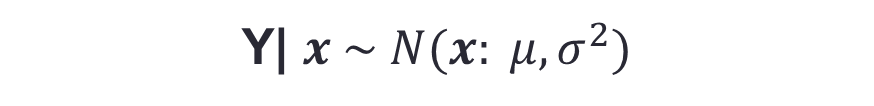 Y| x ~ N(x: μ, σ²)